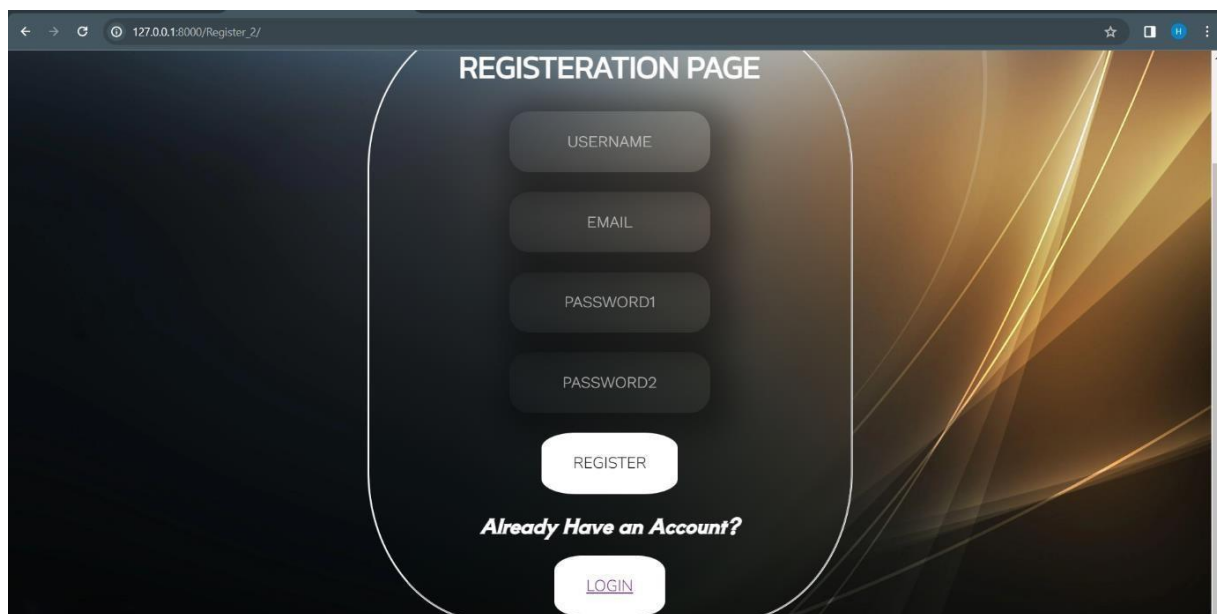 127.0.0.1:8000/Register_2/
H
REGISTERATION PAGE
USERNAME
EMAIL
PASSWORD1
PASSWORD2
REGISTER
Already Have an Account?
LOGIN